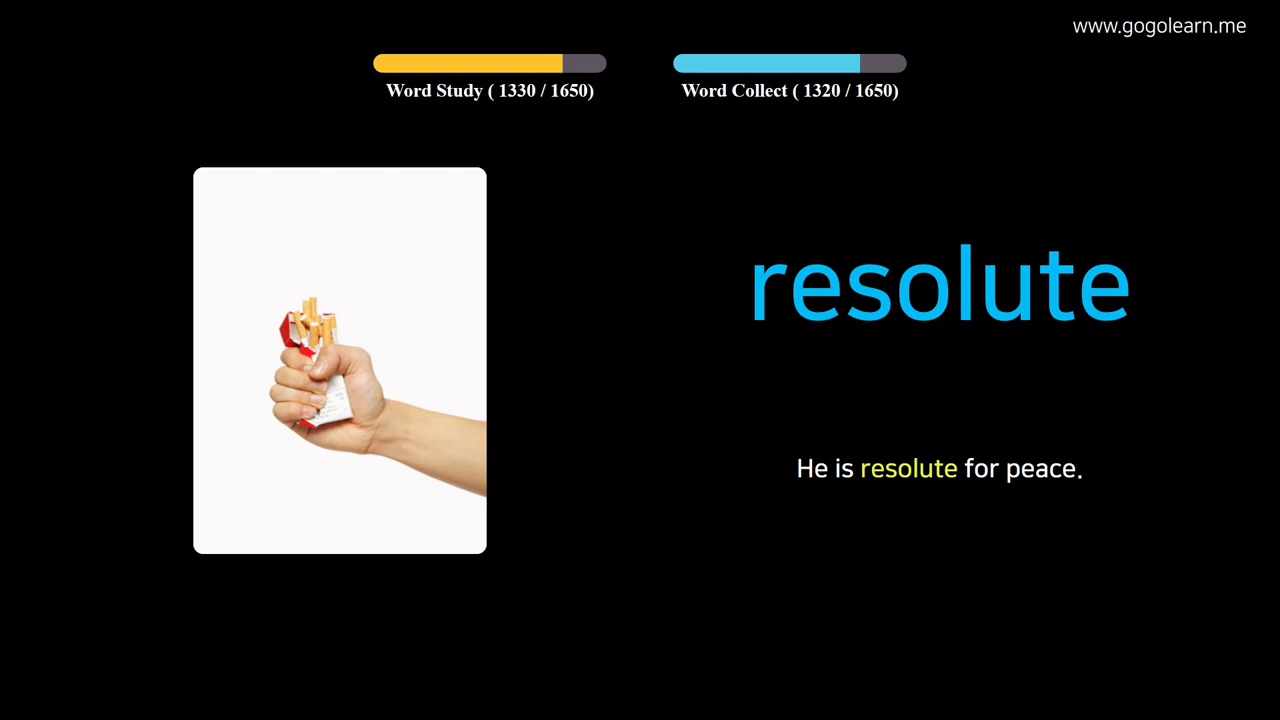 www.gogolearn.me
Word Study ( 1330 / 1650)
Word Collect ( 1320 / 1650)
resolute
He is resolute for peace.